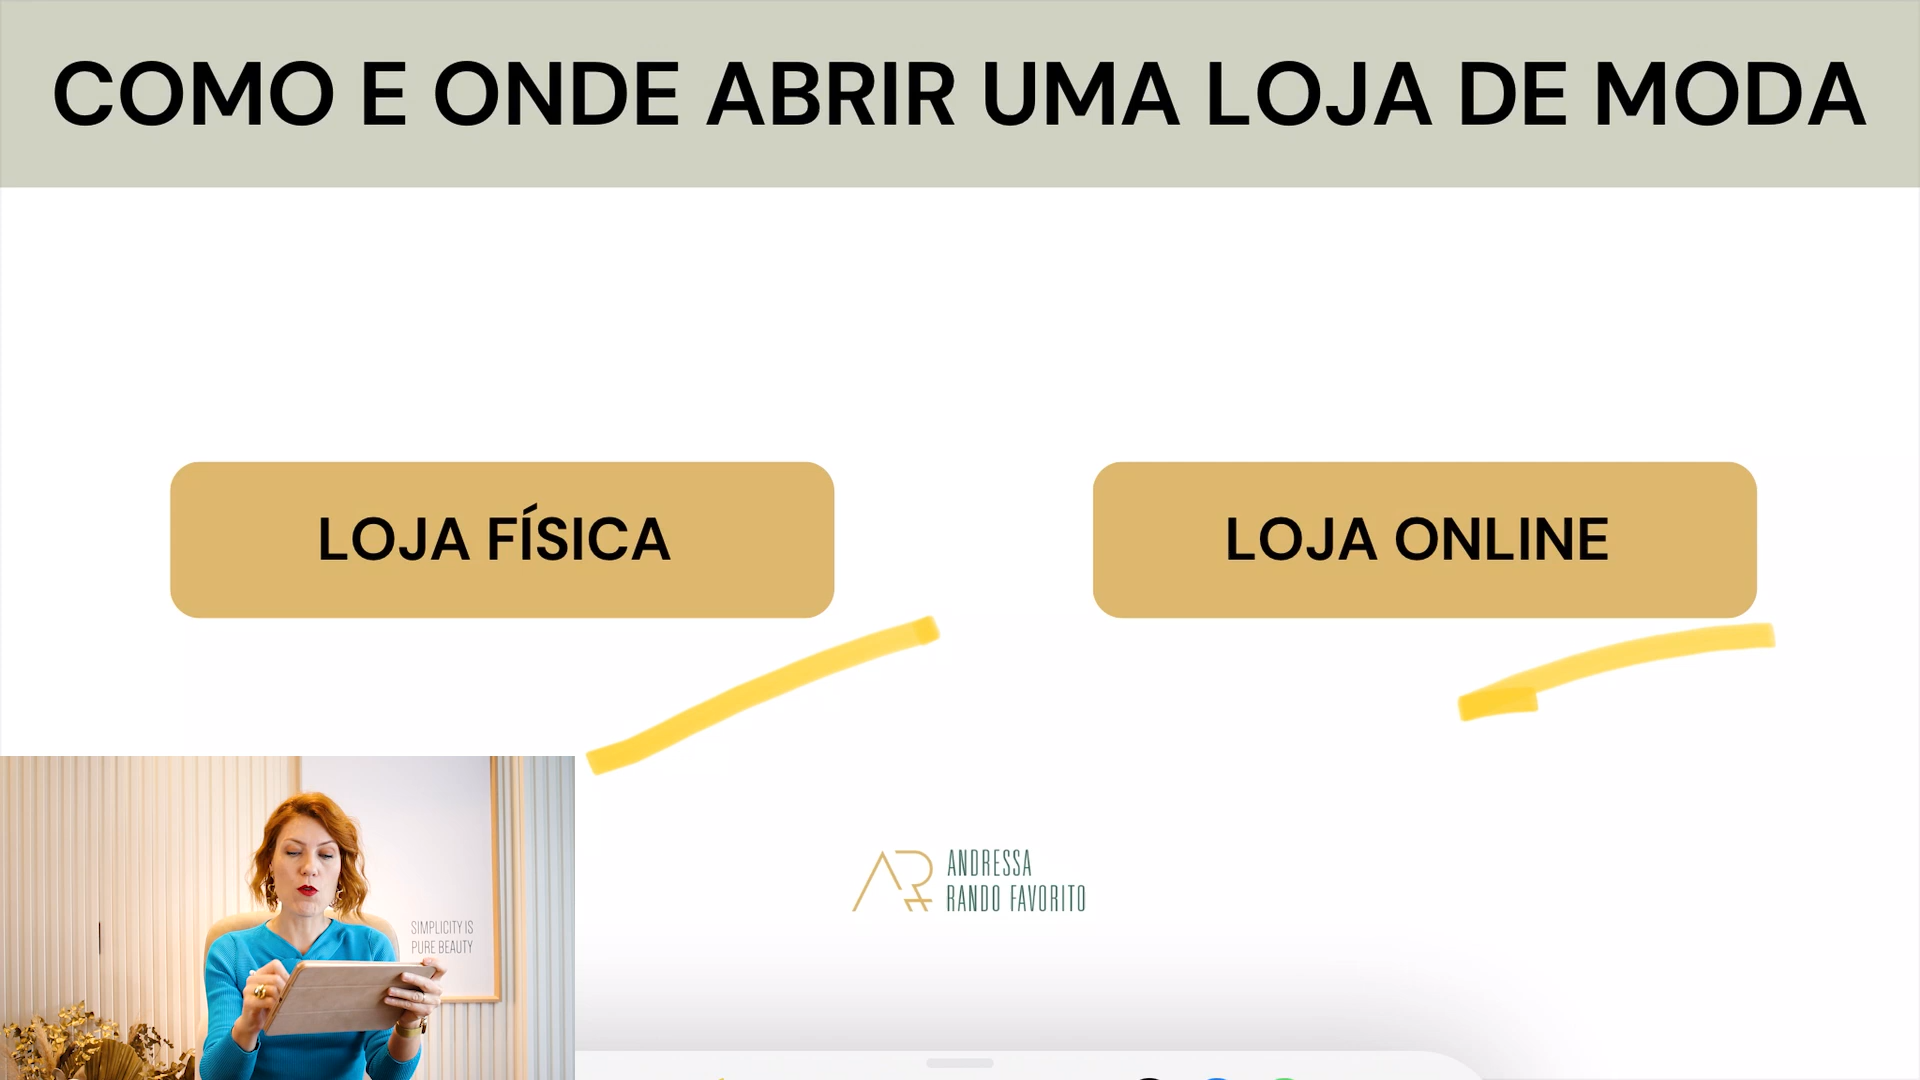 COMO E ONDE ABRIR UMA LOJA DE MODA
LOJA FÍSICA
LOJA ONLINE
ANDRESSA
RANDO FAVORITO
SIMPLICITY IS
PURE BEAUTY